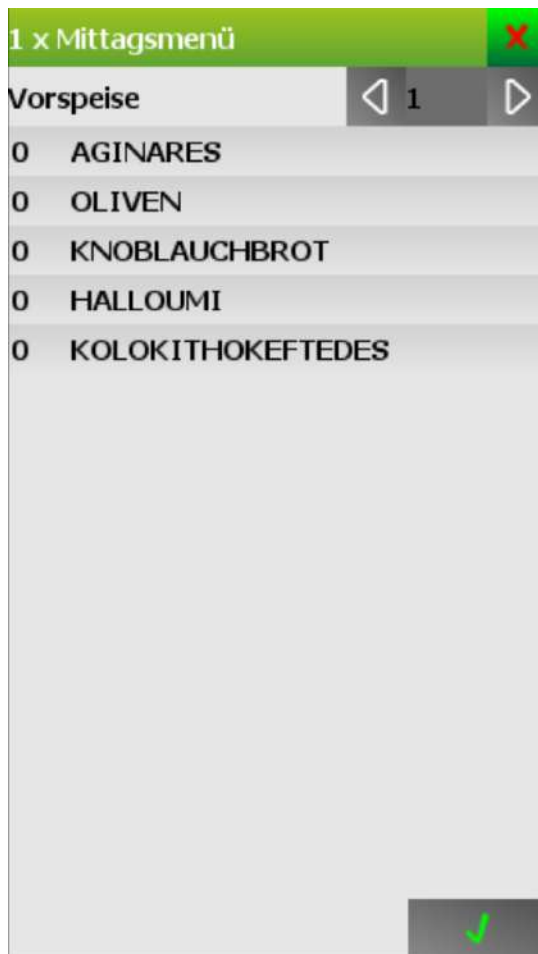 1 x Mittagsmenü X
Vorspeise 1
0 AGINARES
0 OLIVEN
0 KNOBLAUCHBROT
0 HALLOUMI
0 KOLOKITHOKEFTEDES